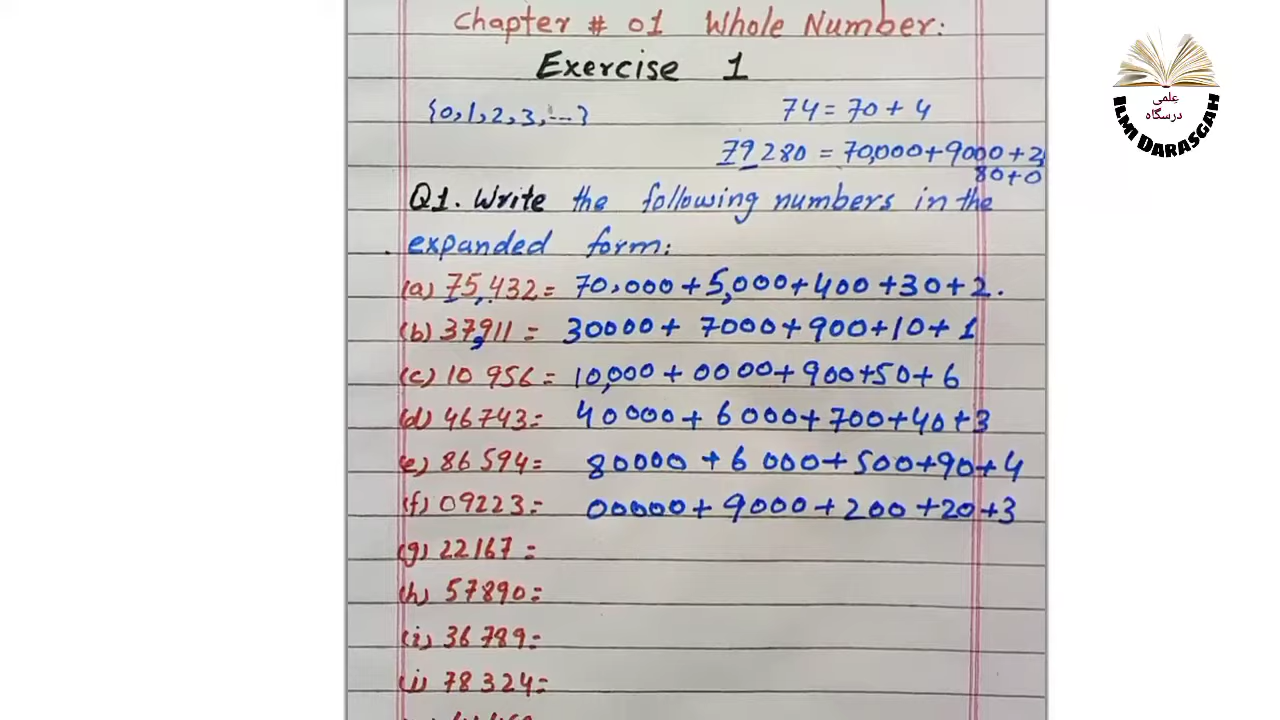 Chapter # 01 Whole Number:
Exercise 1
{0,1,2,3,...}
74 = 70 + 4
79280 = 70,000+9000+2
80+0
Q1. Write the following numbers in the
expanded form:
(a) 75,432 = 70,000 + 5,000+400 +30+2.
(b) 37,911 = 30000 + 7000+900+10+1
(c) 10 956 = 10,000 + 0000+900+50+6
(d) 46743 = 40000 + 6000+700+40+3
(e) 86 594 = 80000 + 6 000+500+90+4
(f) 09223 = 00000+ 9000+200+20+3
(g) 22167 =
(h) 57890 =
(i) 36 789 =
(j) 78 324 =
علمی
درسگاہ
ILMI DARASGAH